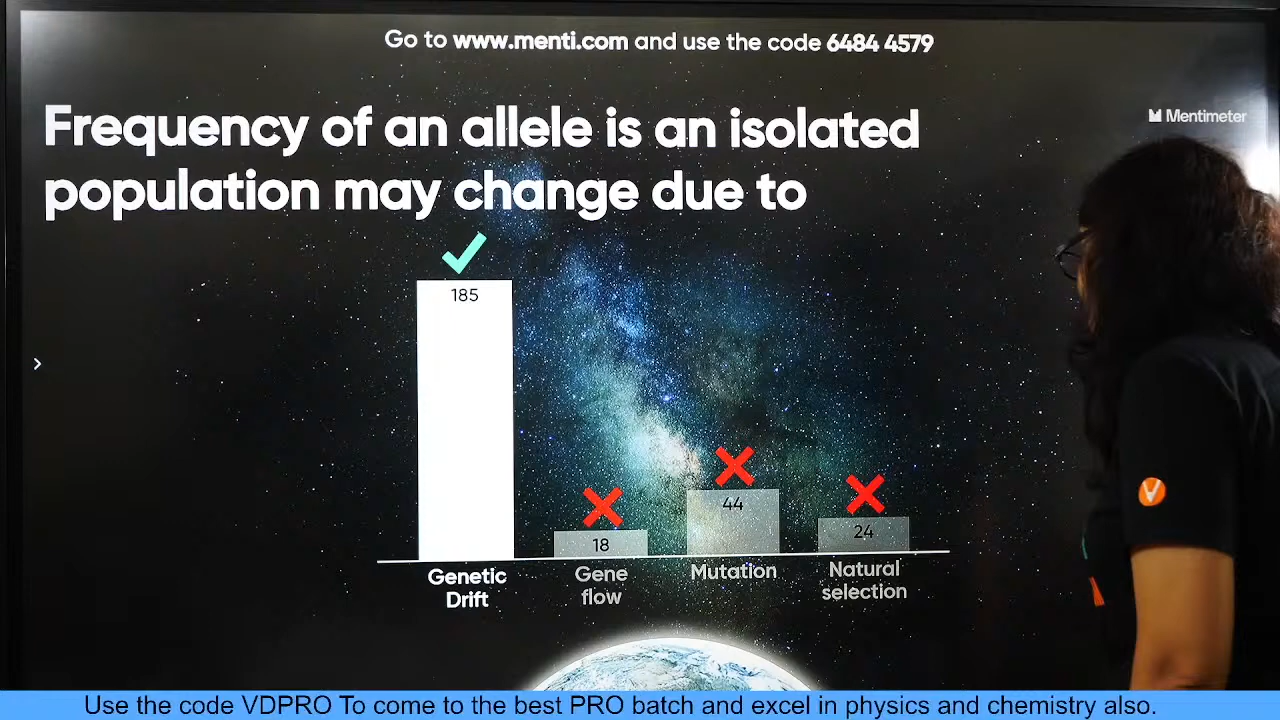 Go to www.menti.com and use the code 6484 4579
Mentimeter
Frequency of an allele is an isolated
population may change due to
185
18
44
24
Genetic
Drift
Gene
flow
Mutation
Natural
selection
Use the code VDPRO To come to the best PRO batch and excel in physics and chemistry also.